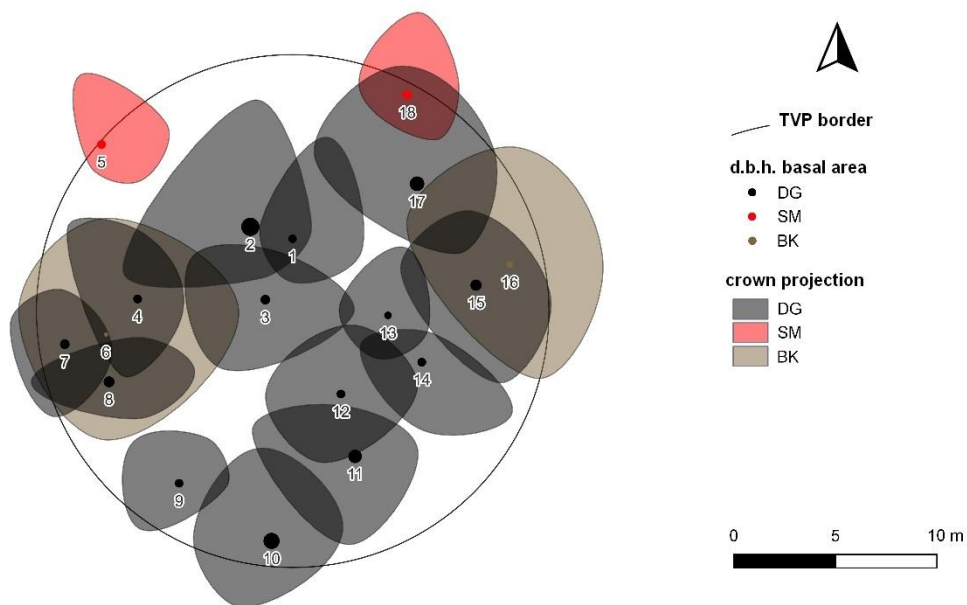 18
5
17
2
1
16
15
4
3
13
6
7
14
8
12
11
9
10
TVP border
d.b.h. basal area
DG
SM
BK
crown projection
DG
SM
BK
0 5 10 m